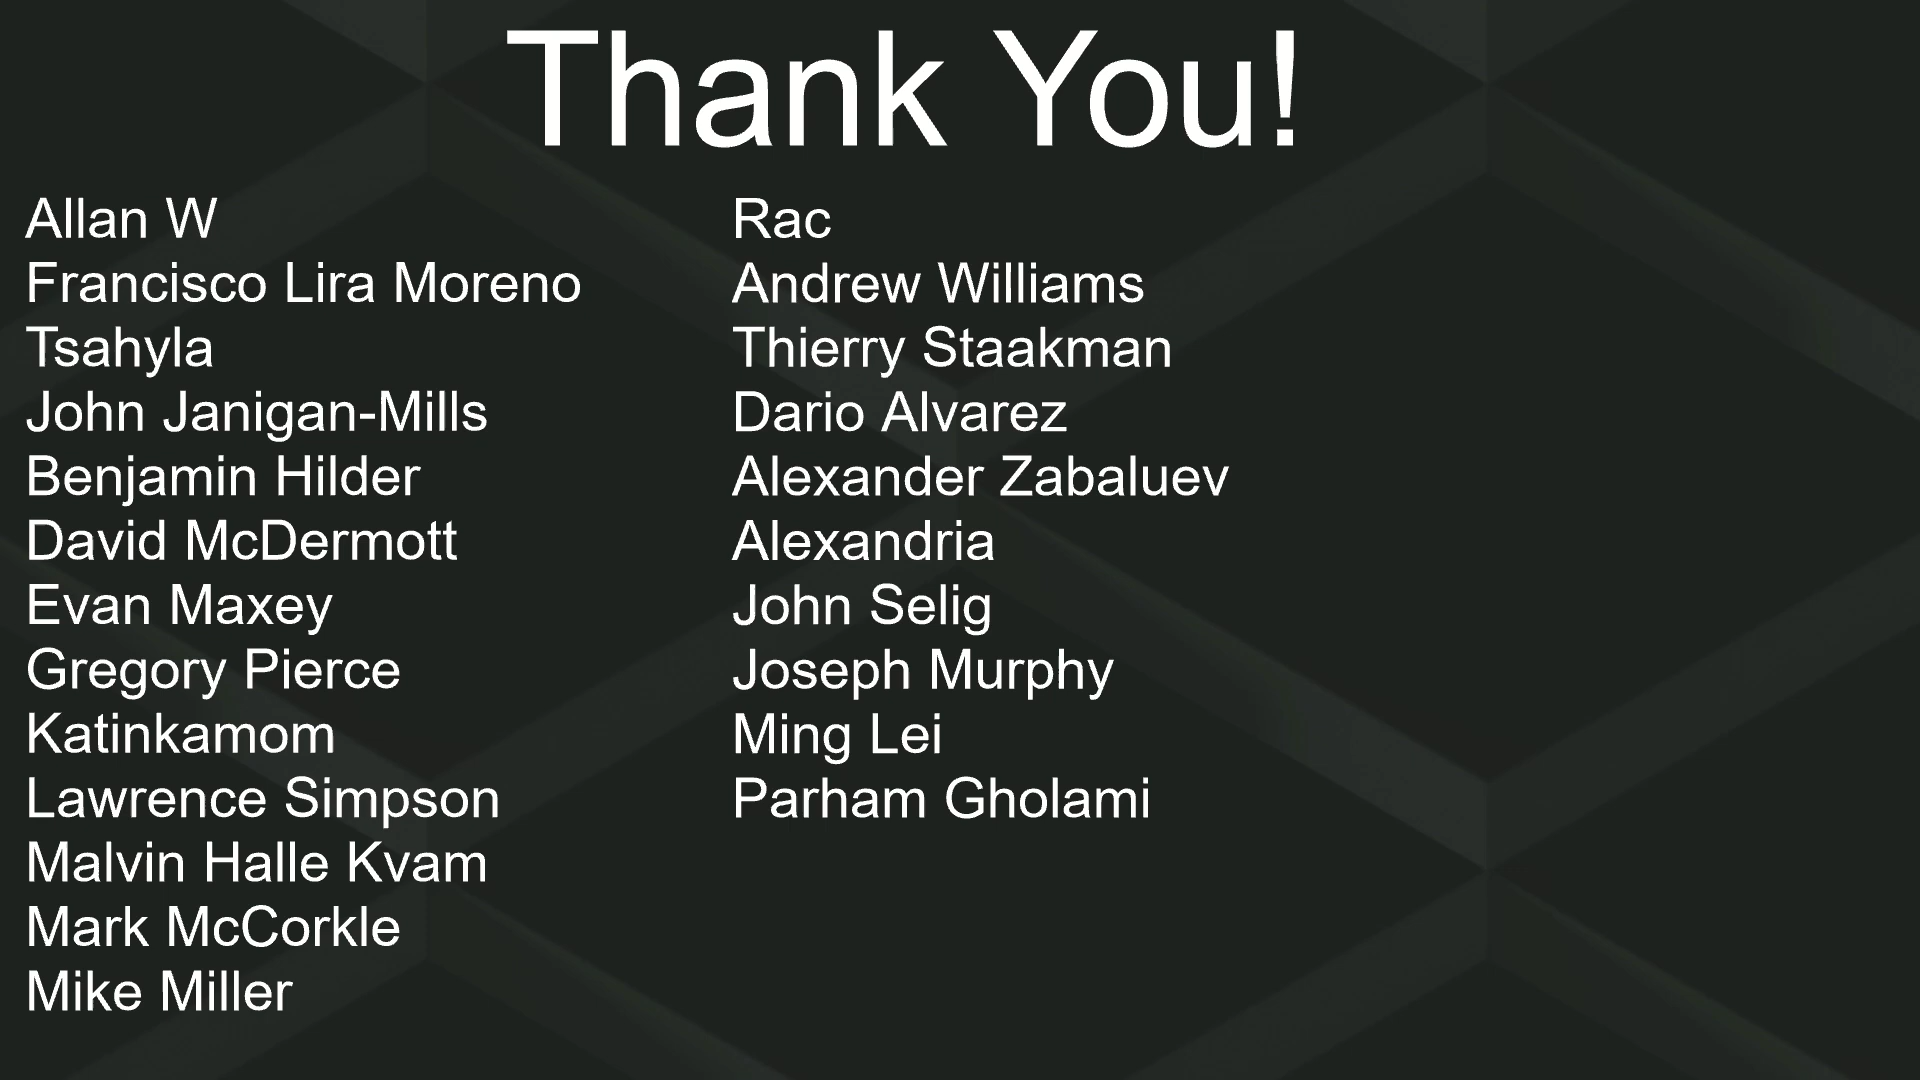 Thank You!
Allan W
Francisco Lira Moreno
Tsahyla
John Janigan-Mills
Benjamin Hilder
David McDermott
Evan Maxey
Gregory Pierce
Katinkamom
Lawrence Simpson
Malvin Halle Kvam
Mark McCorkle
Mike Miller
Rac
Andrew Williams
Thierry Staakman
Dario Alvarez
Alexander Zabaluev
Alexandria
John Selig
Joseph Murphy
Ming Lei
Parham Gholami